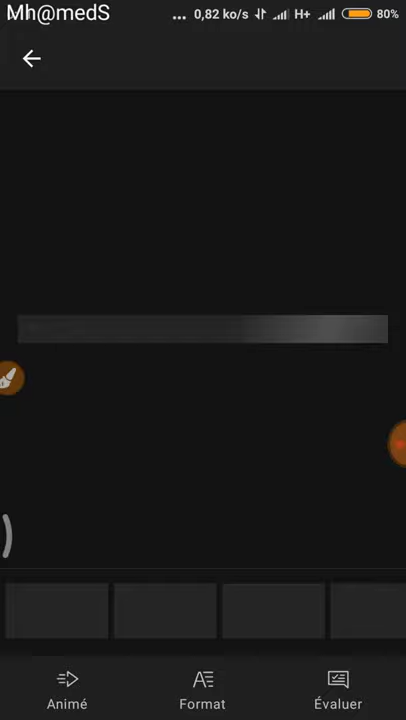 Mh@medS ... 0,82 ko/s H+ 80%
Animé Format Évaluer